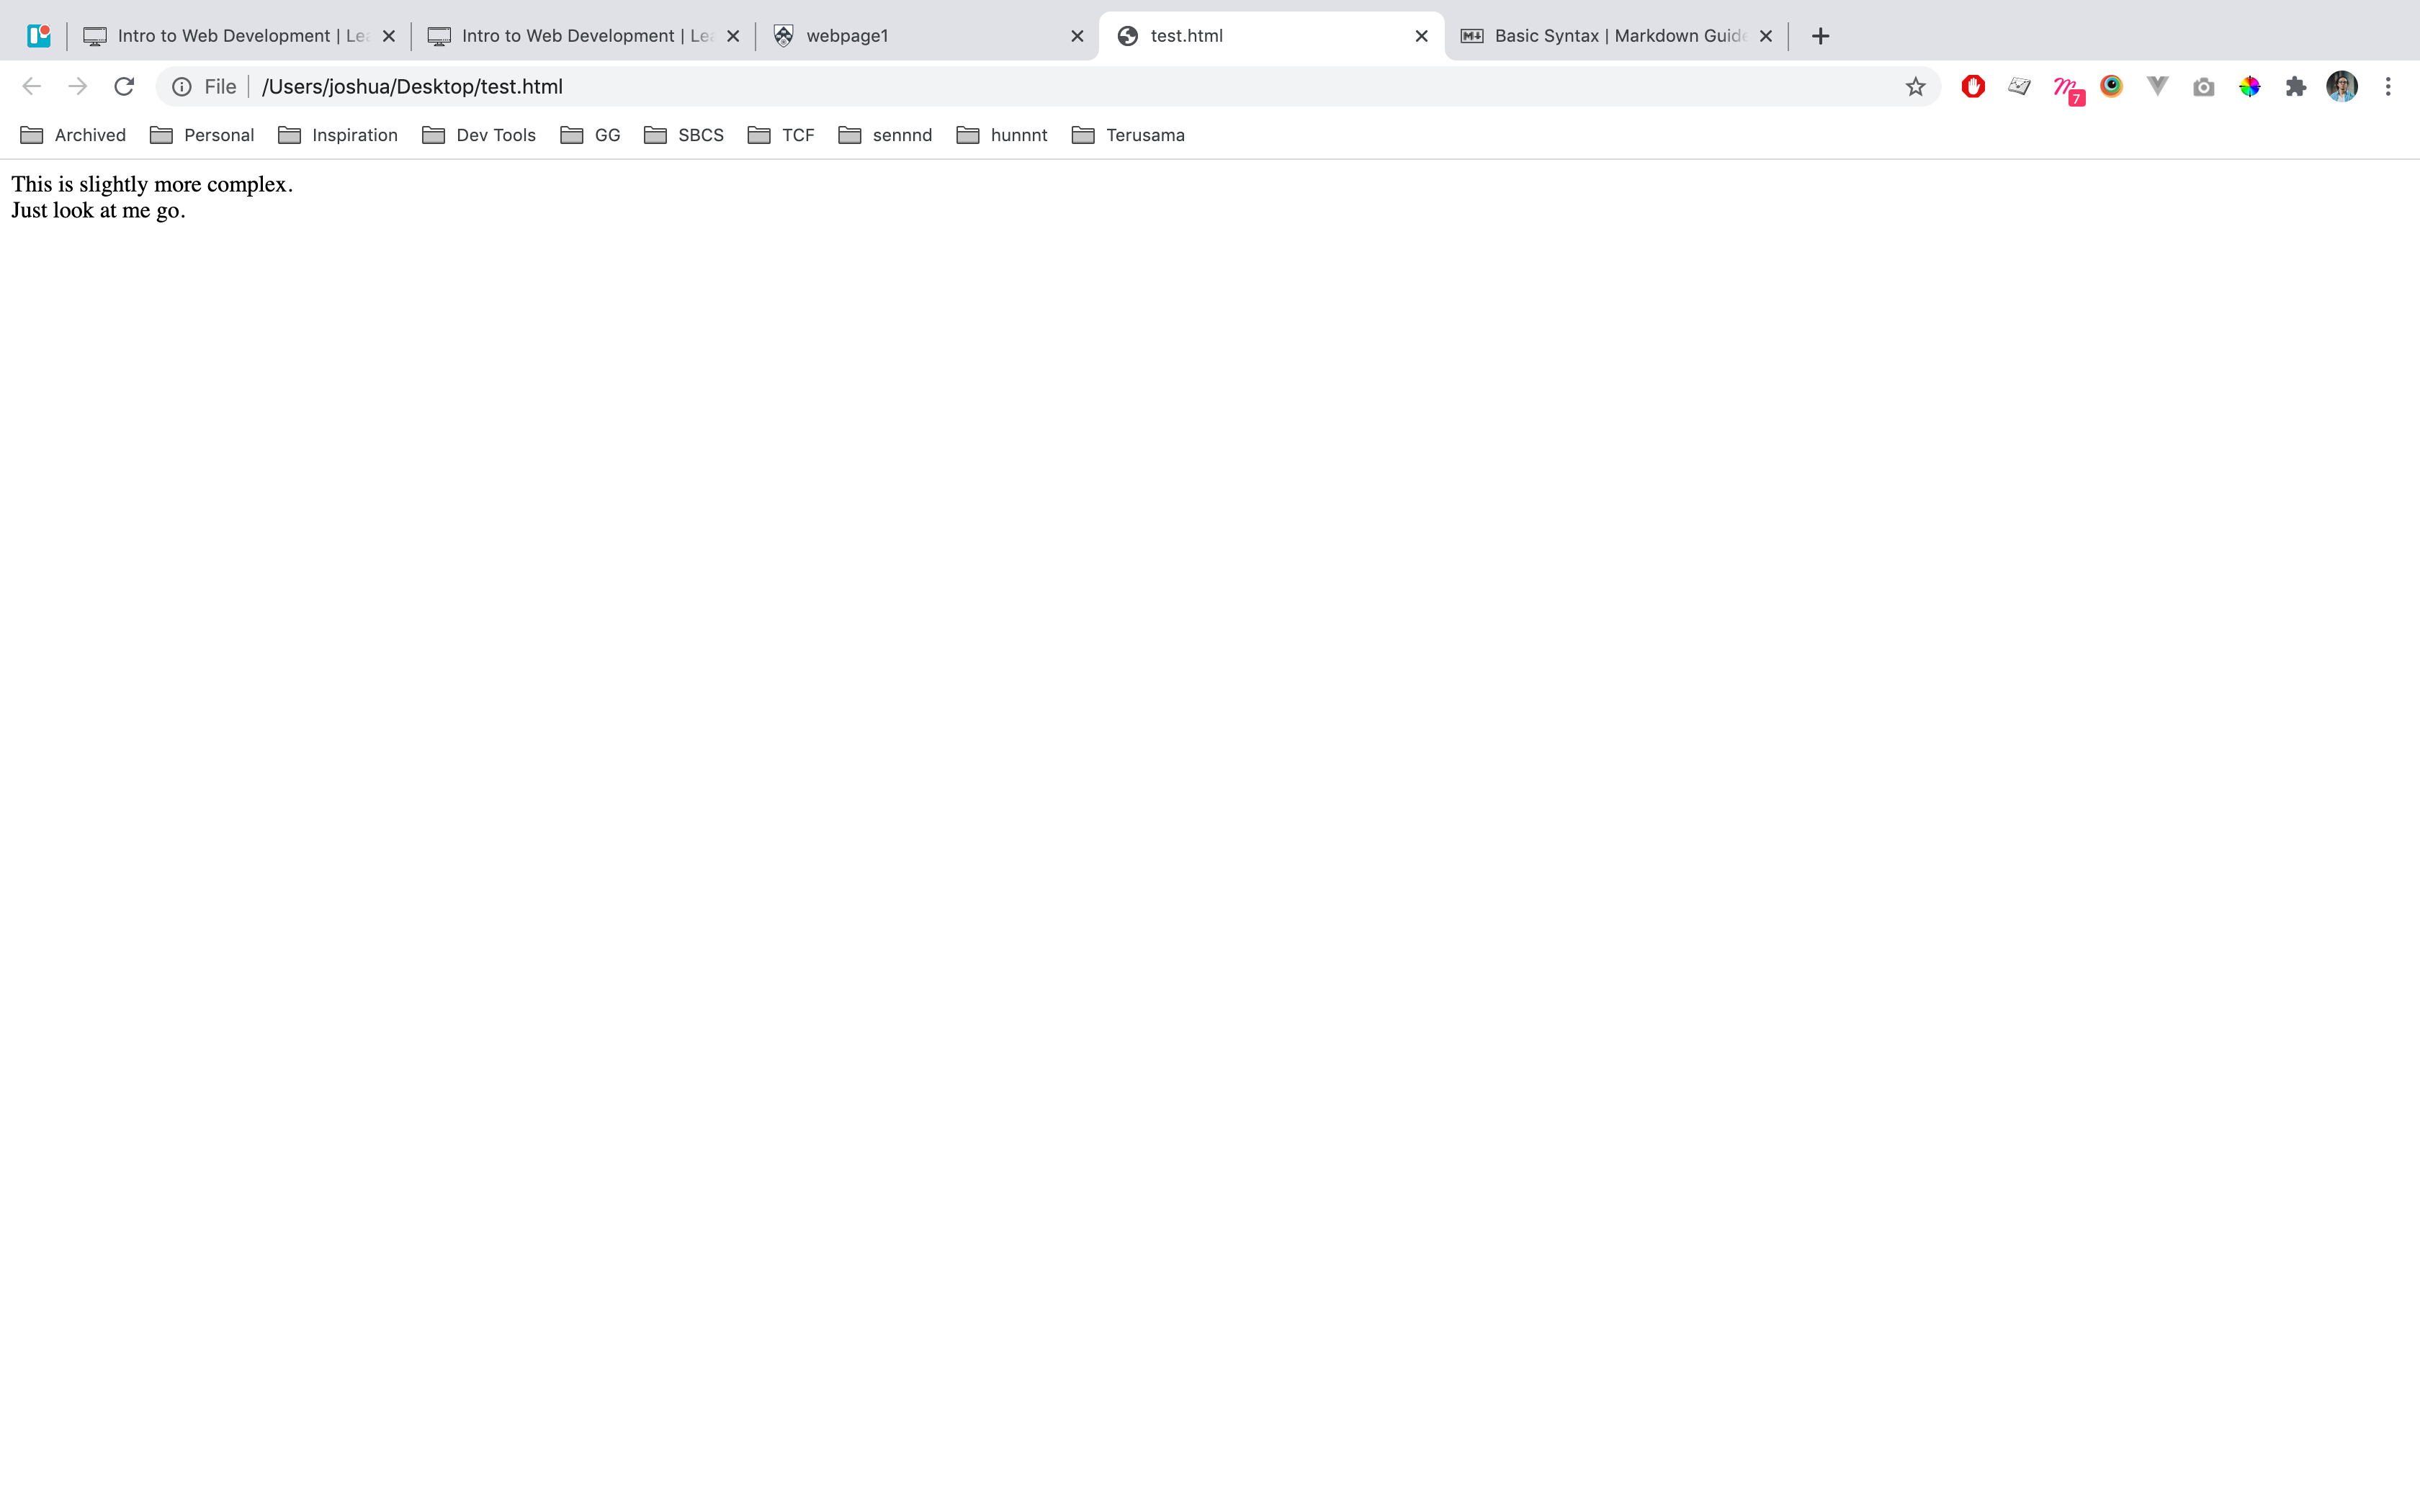 Intro to Web Development | Lea
Intro to Web Development | Lea
webpage1
test.html
M↓ Basic Syntax | Markdown Guide
File /Users/joshua/Desktop/test.html
7
Archived
Personal
Inspiration
Dev Tools
GG
SBCS
TCF
sennnd
hunnnt
Terusama
This is slightly more complex.
Just look at me go.